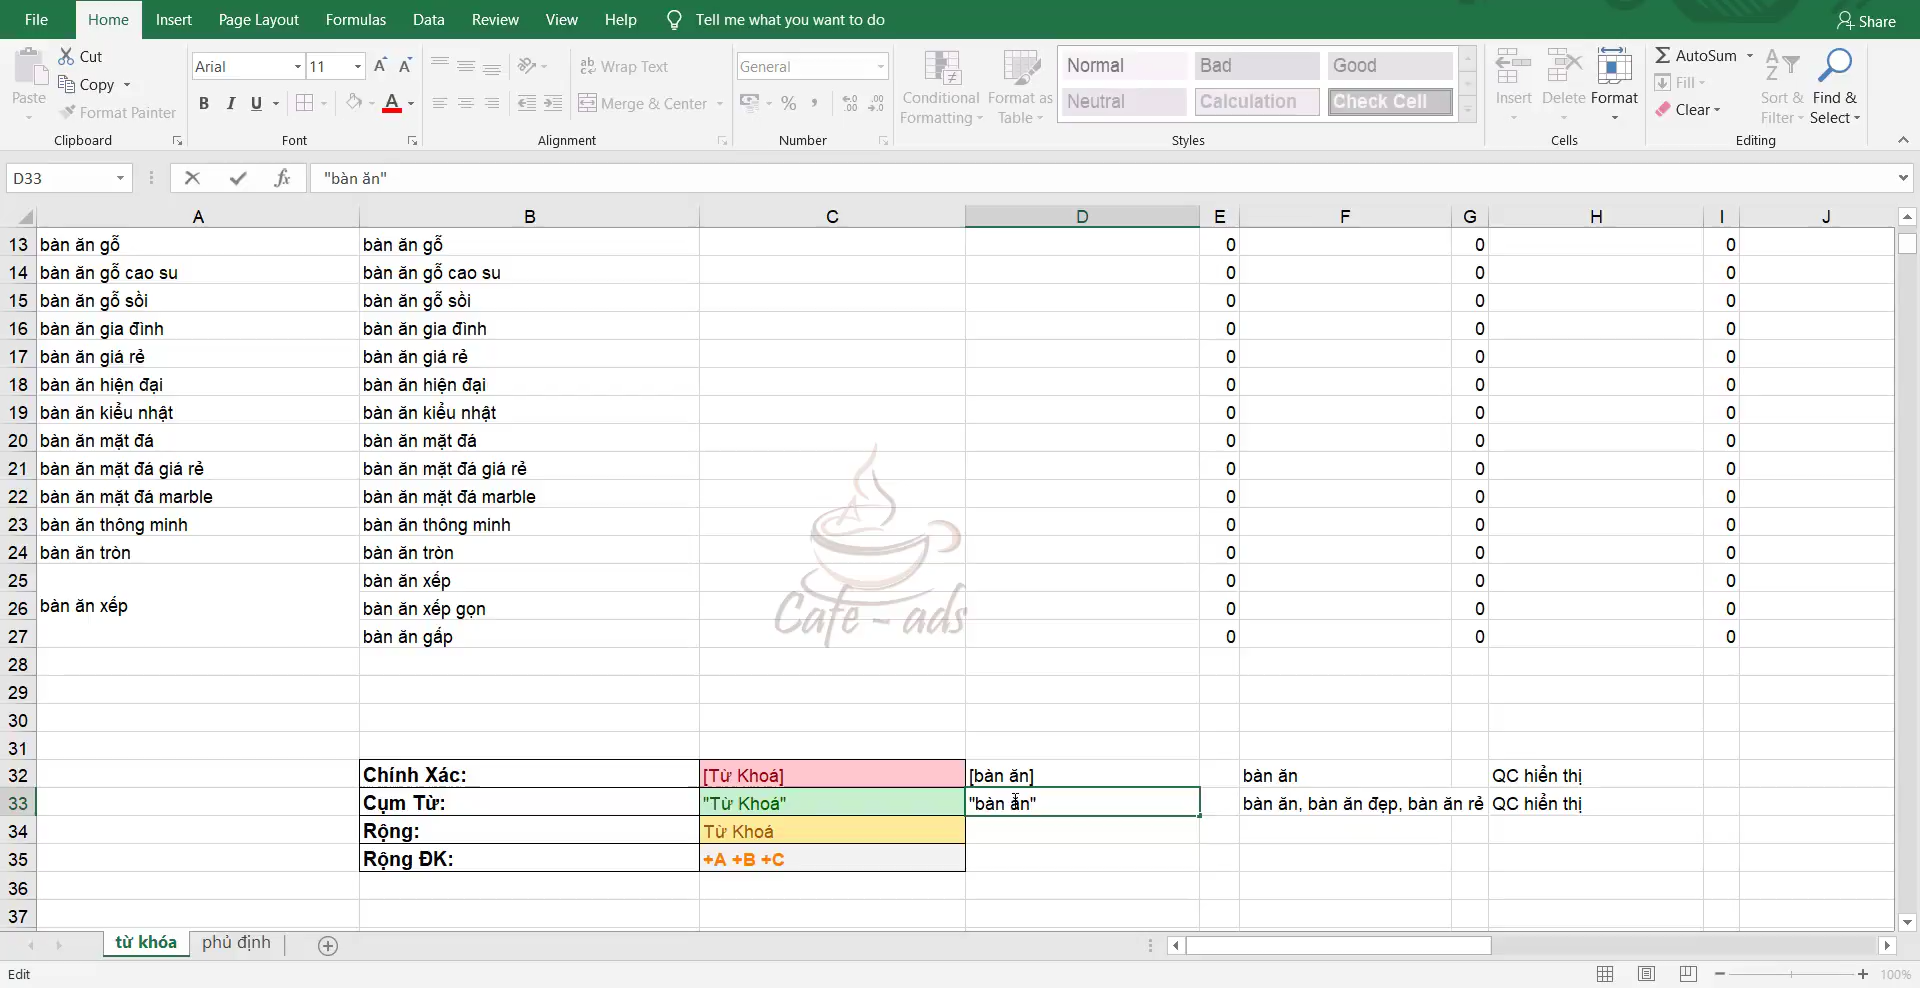 File Home Insert Page Layout Formulas Data Review View Help Tell me what you want to do Share
Paste Cut Copy Format Painter Clipboard
Arial 11 B I U A Font
Wrap Text Merge & Center Alignment
General % Number
Conditional Formatting Format as Table
Normal Bad Good
Neutral Calculation Check Cell
Styles
Insert Delete Format Cells
AutoSum Fill Clear Sort & Filter Find & Select Editing
D33 fx "bàn ăn"
A B C D E F G H I J
13 bàn ăn gỗ bàn ăn gỗ 0 0 0
14 bàn ăn gỗ cao su bàn ăn gỗ cao su 0 0 0
15 bàn ăn gỗ sồi bàn ăn gỗ sồi 0 0 0
16 bàn ăn gia đình bàn ăn gia đình 0 0 0
17 bàn ăn giá rẻ bàn ăn giá rẻ 0 0 0
18 bàn ăn hiện đại bàn ăn hiện đại 0 0 0
19 bàn ăn kiểu nhật bàn ăn kiểu nhật 0 0 0
20 bàn ăn mặt đá bàn ăn mặt đá 0 0 0
21 bàn ăn mặt đá giá rẻ bàn ăn mặt đá giá rẻ 0 0 0
22 bàn ăn mặt đá marble bàn ăn mặt đá marble 0 0 0
23 bàn ăn thông minh bàn ăn thông minh 0 0 0
24 bàn ăn tròn bàn ăn tròn 0 0 0
25 bàn ăn xếp 0 0 0
26 bàn ăn xếp bàn ăn xếp gọn 0 0 0
27 bàn ăn gấp 0 0 0
Cafe - ads
28
29
30
31
32 Chính Xác: [Từ Khoá] [bàn ăn] bàn ăn QC hiển thị
33 Cụm Từ: "Từ Khoá" "bàn ăn" bàn ăn, bàn ăn đẹp, bàn ăn rẻ QC hiển thị
34 Rộng: Từ Khoá
35 Rộng ĐK: +A +B +C
36
37
từ khóa phủ định
Edit 100%